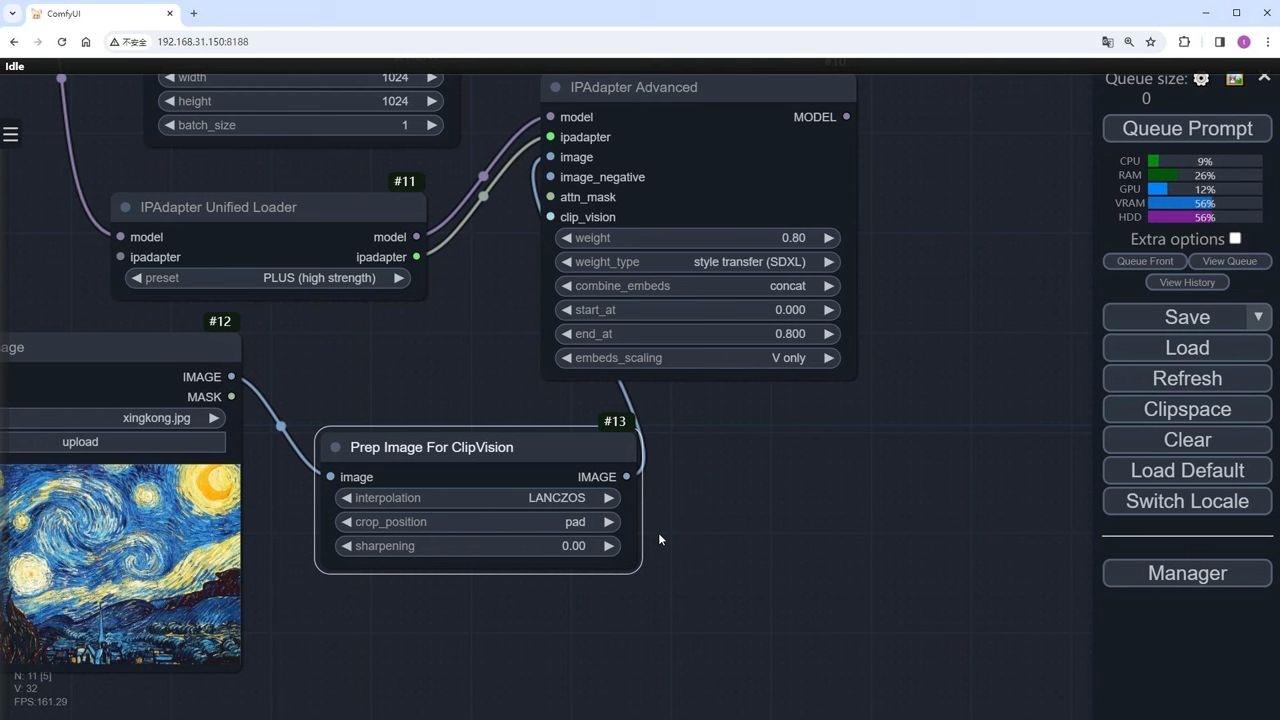 ComfyUI
不安全
192.168.31.150:8188
Idle
width 1024
height 1024
batch_size 1
#11
IPAdapter Unified Loader
model model
ipadapter ipadapter
preset PLUS (high strength)
IPAdapter Advanced
model MODEL
ipadapter
image
image_negative
attn_mask
clip_vision
weight 0.80
weight_type style transfer (SDXL)
combine_embeds concat
start_at 0.000
end_at 0.800
embeds_scaling V only
#12
age
IMAGE
MASK
xingkong.jpg
upload
#13
Prep Image For ClipVision
image IMAGE
interpolation LANCZOS
crop_position pad
sharpening 0.00
N: 11 [5]
V: 32
FPS:161.29
Queue size:
0
Queue Prompt
CPU 9%
RAM 26%
GPU 12%
VRAM 56%
HDD 56%
Extra options
Queue Front View Queue
View History
Save
Load
Refresh
Clipspace
Clear
Load Default
Switch Locale
Manager